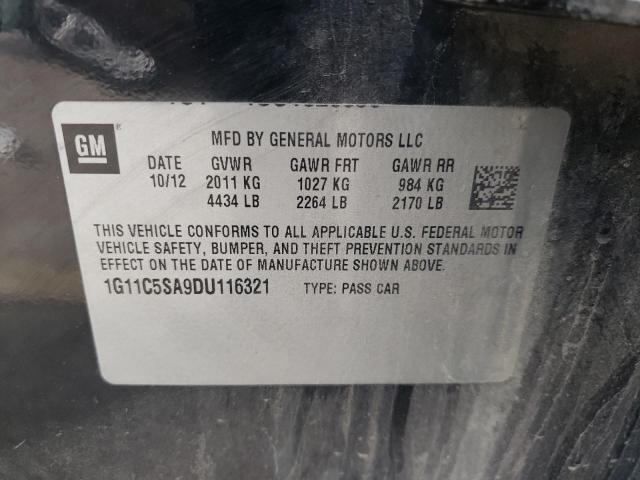 GM
MFD BY GENERAL MOTORS LLC
DATE GVWR GAWR FRT GAWR RR
10/12 2011 KG 1027 KG 984 KG
4434 LB 2264 LB 2170 LB
THIS VEHICLE CONFORMS TO ALL APPLICABLE U.S. FEDERAL MOTOR
VEHICLE SAFETY, BUMPER, AND THEFT PREVENTION STANDARDS IN
EFFECT ON THE DATE OF MANUFACTURE SHOWN ABOVE.
1G11C5SA9DU116321 TYPE: PASS CAR